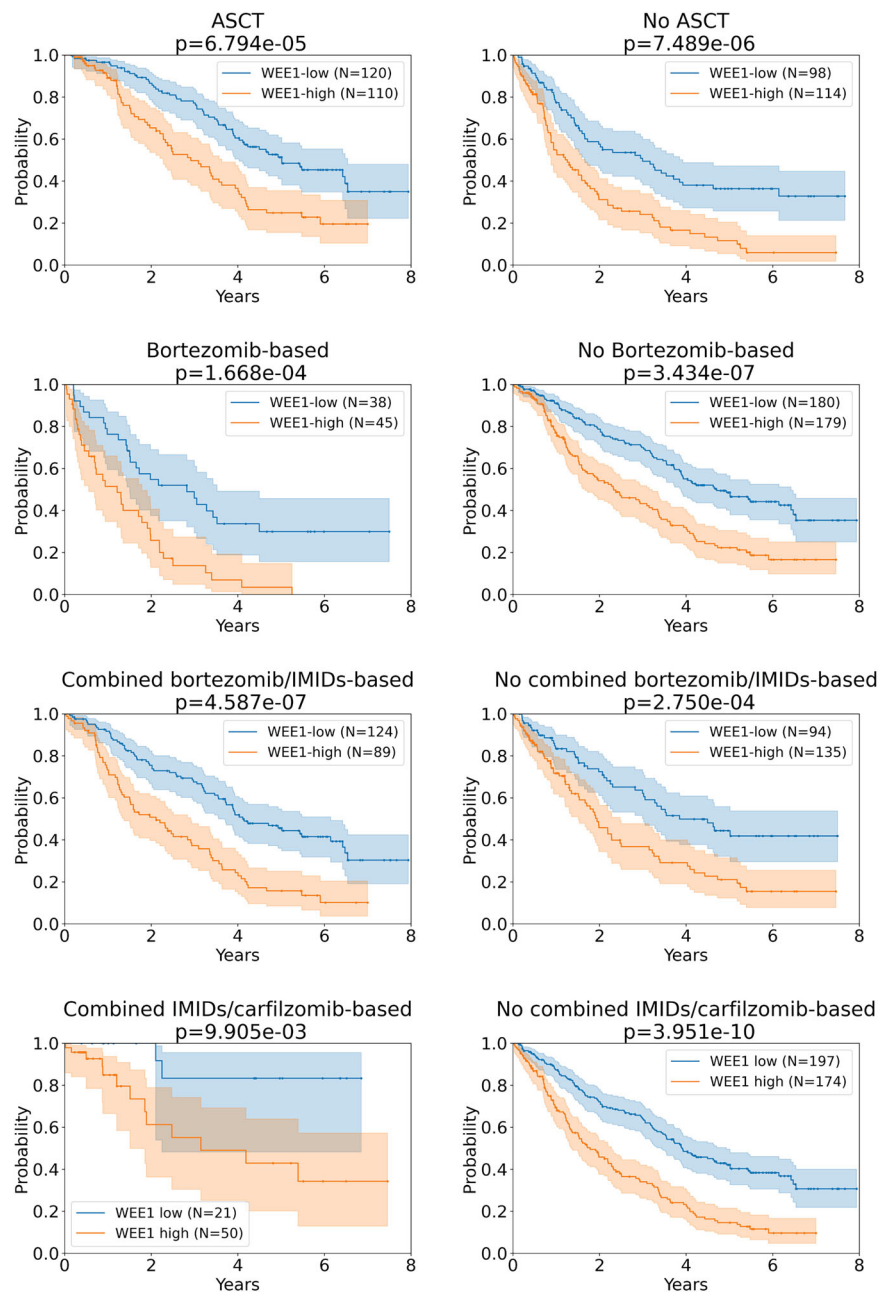 ASCT
p=6.794e-05
1.0
0.8
0.6
0.4
0.2
0.0
Probability
WEE1-low (N=120)
WEE1-high (N=110)
0 2 4 6 8
Years
No ASCT
p=7.489e-06
1.0
0.8
0.6
0.4
0.2
0.0
Probability
WEE1-low (N=98)
WEE1-high (N=114)
0 2 4 6 8
Years
Bortezomib-based
p=1.668e-04
1.0
0.8
0.6
0.4
0.2
0.0
Probability
WEE1-low (N=38)
WEE1-high (N=45)
0 2 4 6 8
Years
No Bortezomib-based
p=3.434e-07
1.0
0.8
0.6
0.4
0.2
0.0
Probability
WEE1-low (N=180)
WEE1-high (N=179)
0 2 4 6 8
Years
Combined bortezomib/IMIDs-based
p=4.587e-07
1.0
0.8
0.6
0.4
0.2
0.0
Probability
WEE1-low (N=124)
WEE1-high (N=89)
0 2 4 6 8
Years
No combined bortezomib/IMIDs-based
p=2.750e-04
1.0
0.8
0.6
0.4
0.2
0.0
Probability
WEE1-low (N=94)
WEE1-high (N=135)
0 2 4 6 8
Years
Combined IMIDs/carfilzomib-based
p=9.905e-03
1.0
0.8
0.6
0.4
0.2
0.0
Probability
WEE1 low (N=21)
WEE1 high (N=50)
0 2 4 6 8
Years
No combined IMIDs/carfilzomib-based
p=3.951e-10
1.0
0.8
0.6
0.4
0.2
0.0
Probability
WEE1 low (N=197)
WEE1 high (N=174)
0 2 4 6 8
Years